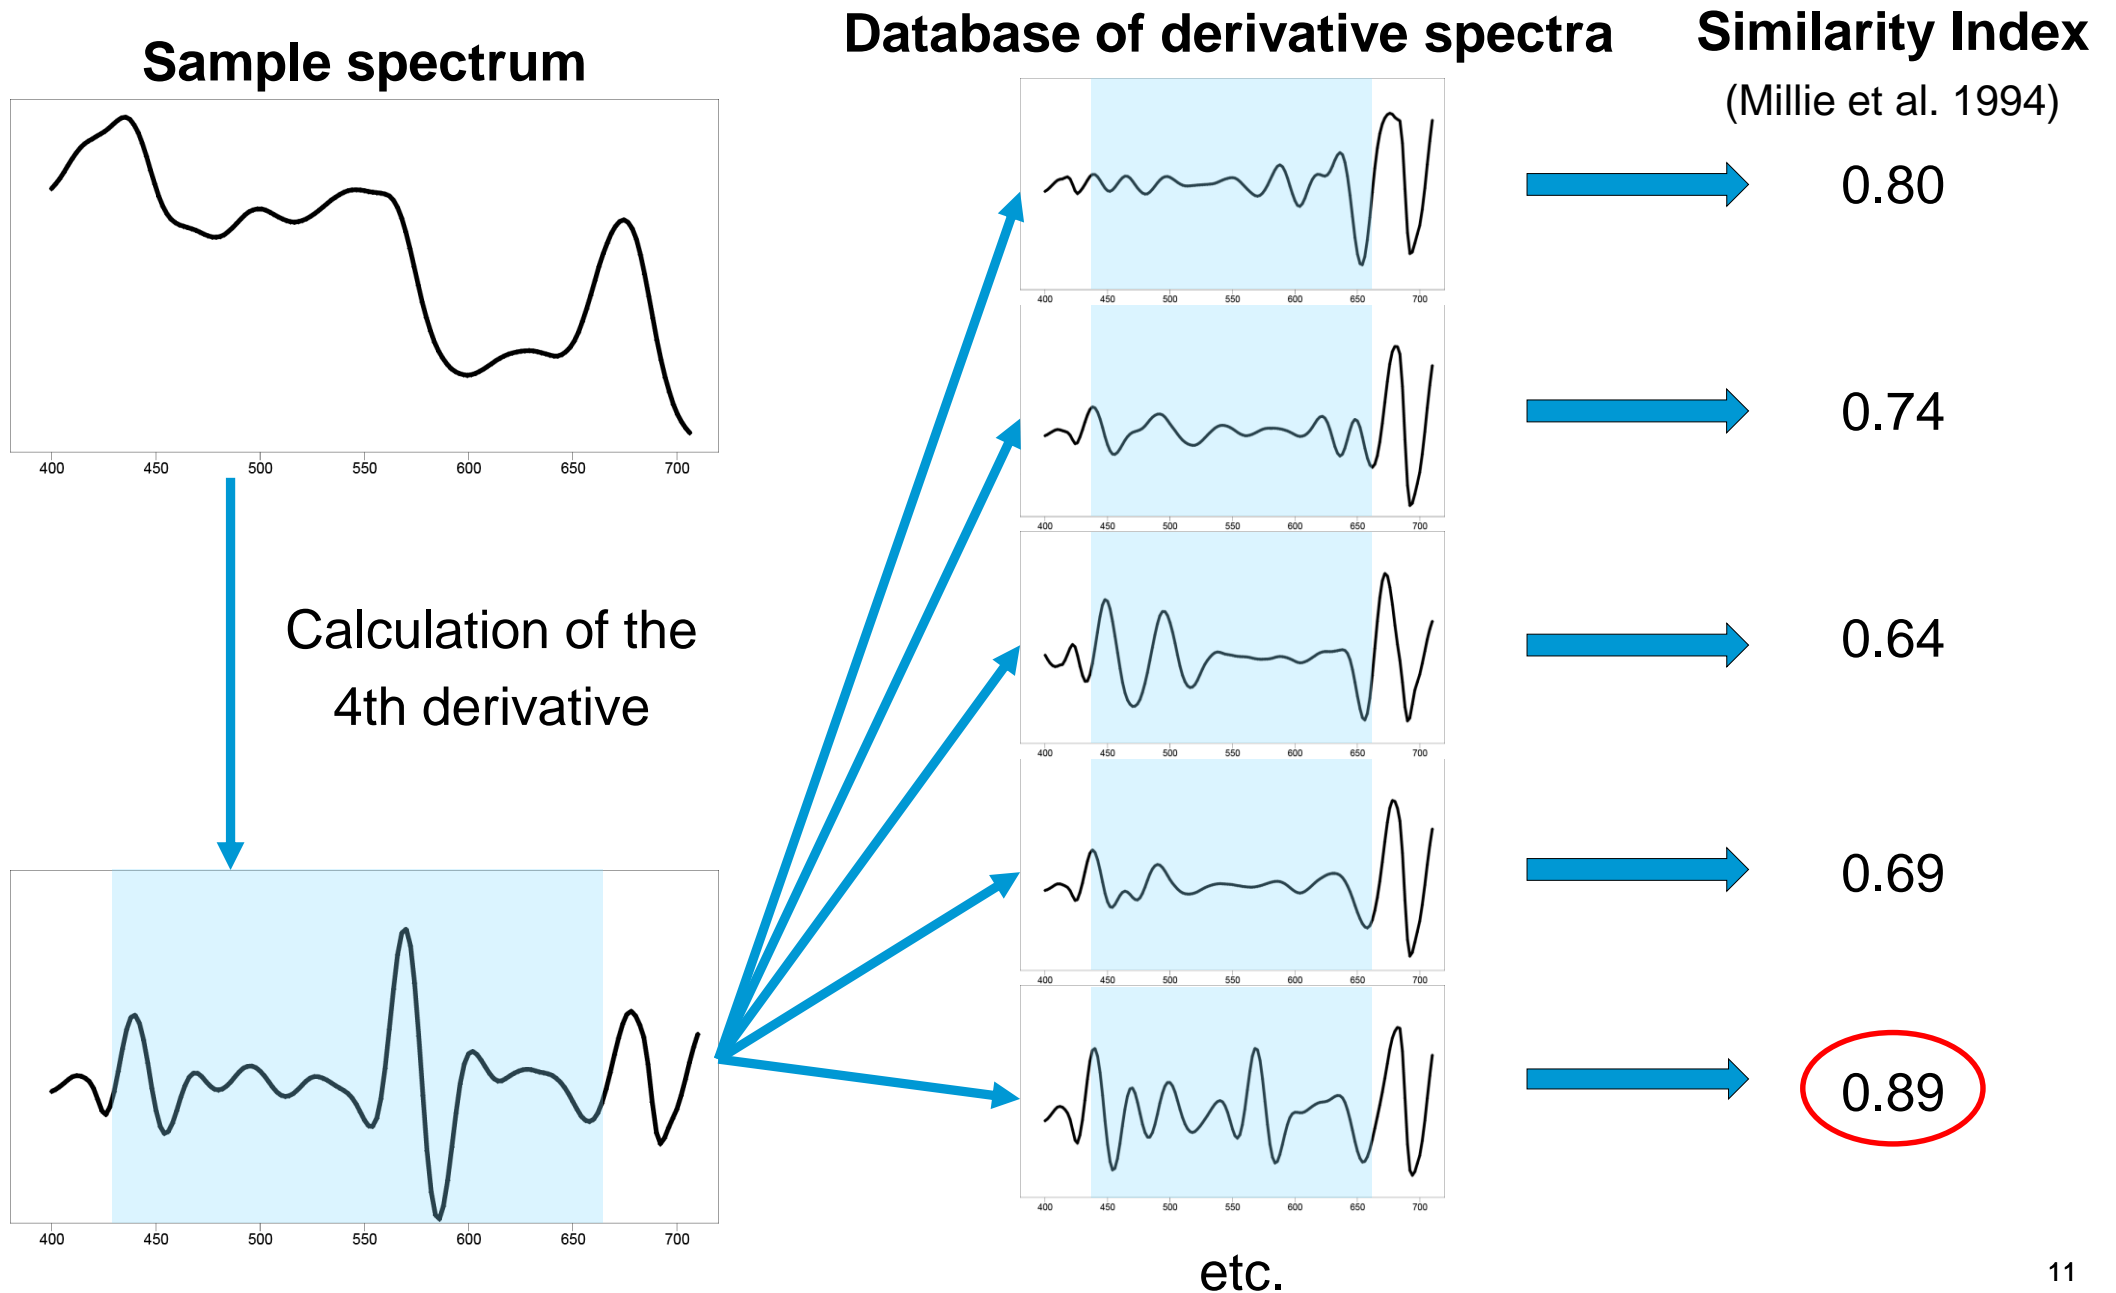 Sample spectrum
400 450 500 550 600 650 700
Calculation of the
4th derivative
400 450 500 550 600 650 700
Database of derivative spectra
400 450 500 550 600 650 700
400 450 500 550 600 650 700
400 450 500 550 600 650 700
400 450 500 550 600 650 700
400 450 500 550 600 650 700
etc.
Similarity Index
(Millie et al. 1994)
0.80
0.74
0.64
0.69
0.89
11